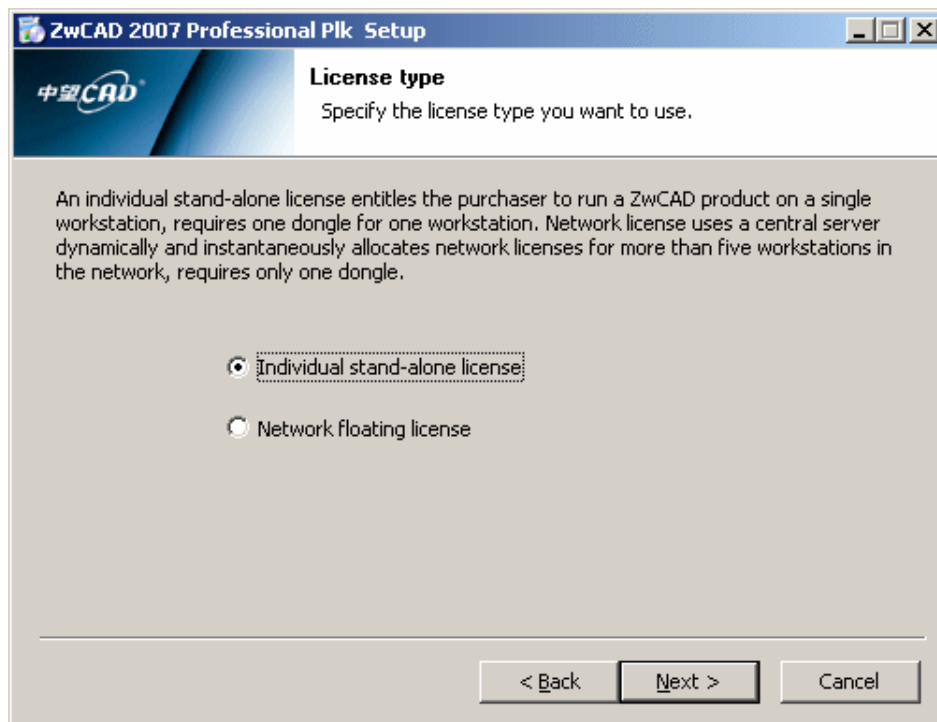 ZwCAD 2007 Professional Plk Setup
中望CAD
License type
Specify the license type you want to use.
An individual stand-alone license entitles the purchaser to run a ZwCAD product on a single
workstation, requires one dongle for one workstation. Network license uses a central server
dynamically and instantaneously allocates network licenses for more than five workstations in
the network, requires only one dongle.
Individual stand-alone license
Network floating license
< Back Next > Cancel